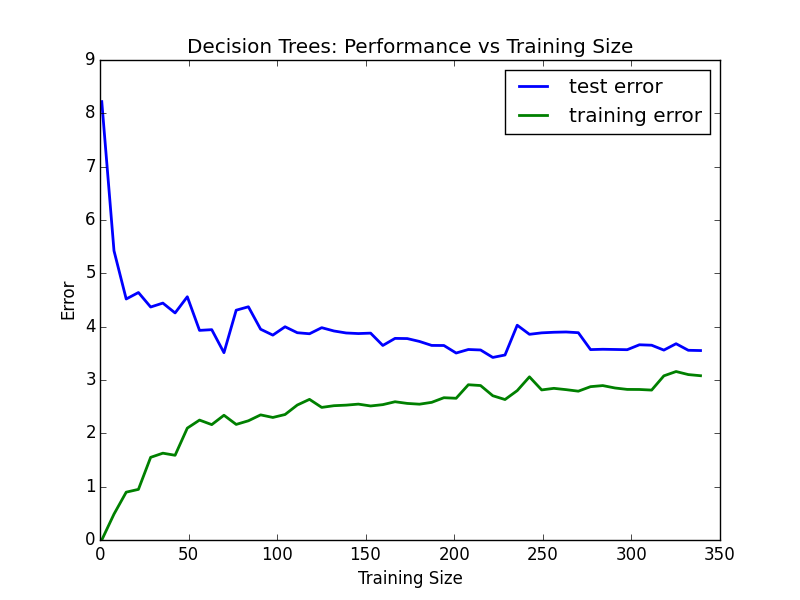 Decision Trees: Performance vs Training Size
9
8
7
6
5
4
3
2
1
0
Error
test error
training error
0 50 100 150 200 250 300 350
Training Size